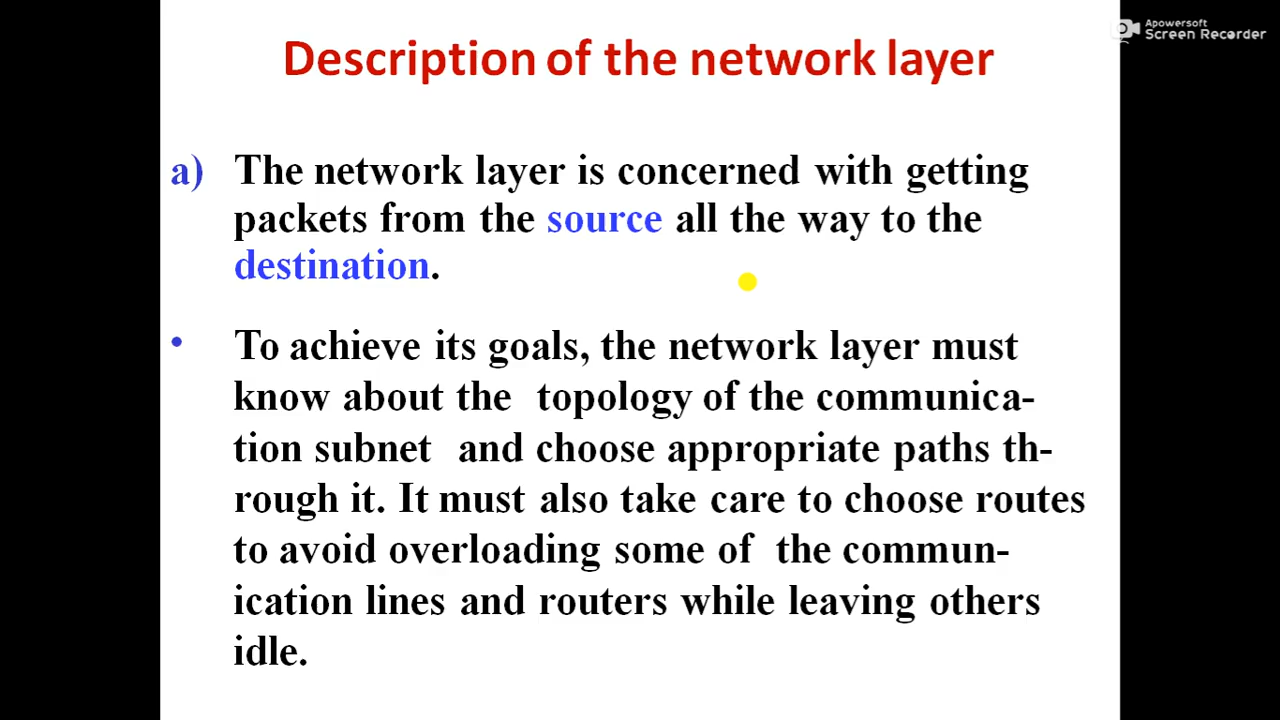 Apowersoft
Screen Recorder
Description of the network layer
a) The network layer is concerned with getting
packets from the source all the way to the
destination.
• To achieve its goals, the network layer must
know about the topology of the communica-
tion subnet and choose appropriate paths th-
rough it. It must also take care to choose routes
to avoid overloading some of the commun-
ication lines and routers while leaving others
idle.